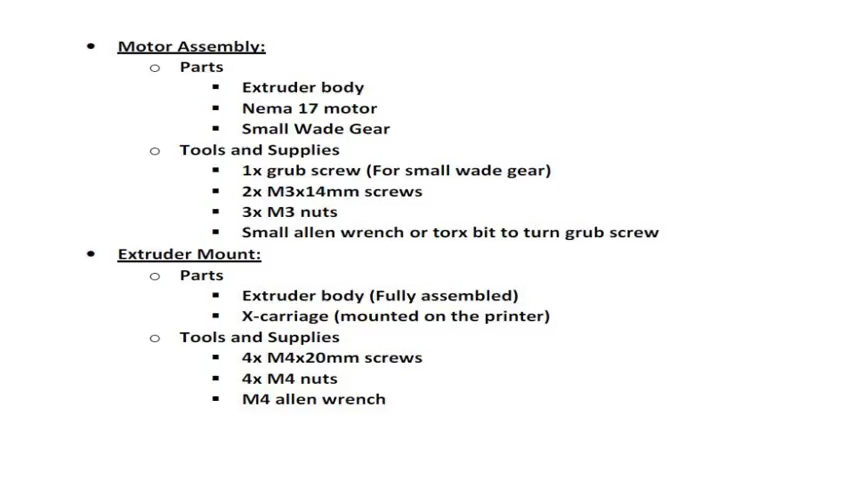 • Motor Assembly:
o Parts
▪ Extruder body
▪ Nema 17 motor
▪ Small Wade Gear
o Tools and Supplies
▪ 1x grub screw (For small wade gear)
▪ 2x M3x14mm screws
▪ 3x M3 nuts
▪ Small allen wrench or torx bit to turn grub screw
• Extruder Mount:
o Parts
▪ Extruder body (Fully assembled)
▪ X-carriage (mounted on the printer)
o Tools and Supplies
▪ 4x M4x20mm screws
▪ 4x M4 nuts
▪ M4 allen wrench